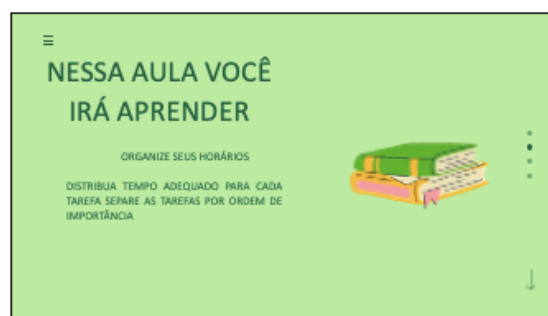 NESSA AULA VOCÊ
IRÁ APRENDER
ORGANIZE SEUS HORÁRIOS
DISTRIBUA TEMPO ADEQUADO PARA CADA
TAREFA SEPARE AS TAREFAS POR ORDEM DE
IMPORTÂNCIA